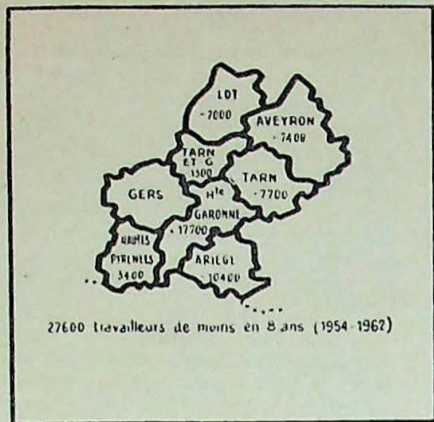 LOT
-7000
AVEYRON
-7400
TARN
ET G
1300
TARN
-7700
GERS
Hte
GARONNE
17700
HAUTES
PYRENEES
3400
ARIEGE
-10400
27600 travailleurs de moins en 8 ans (1954-1962)